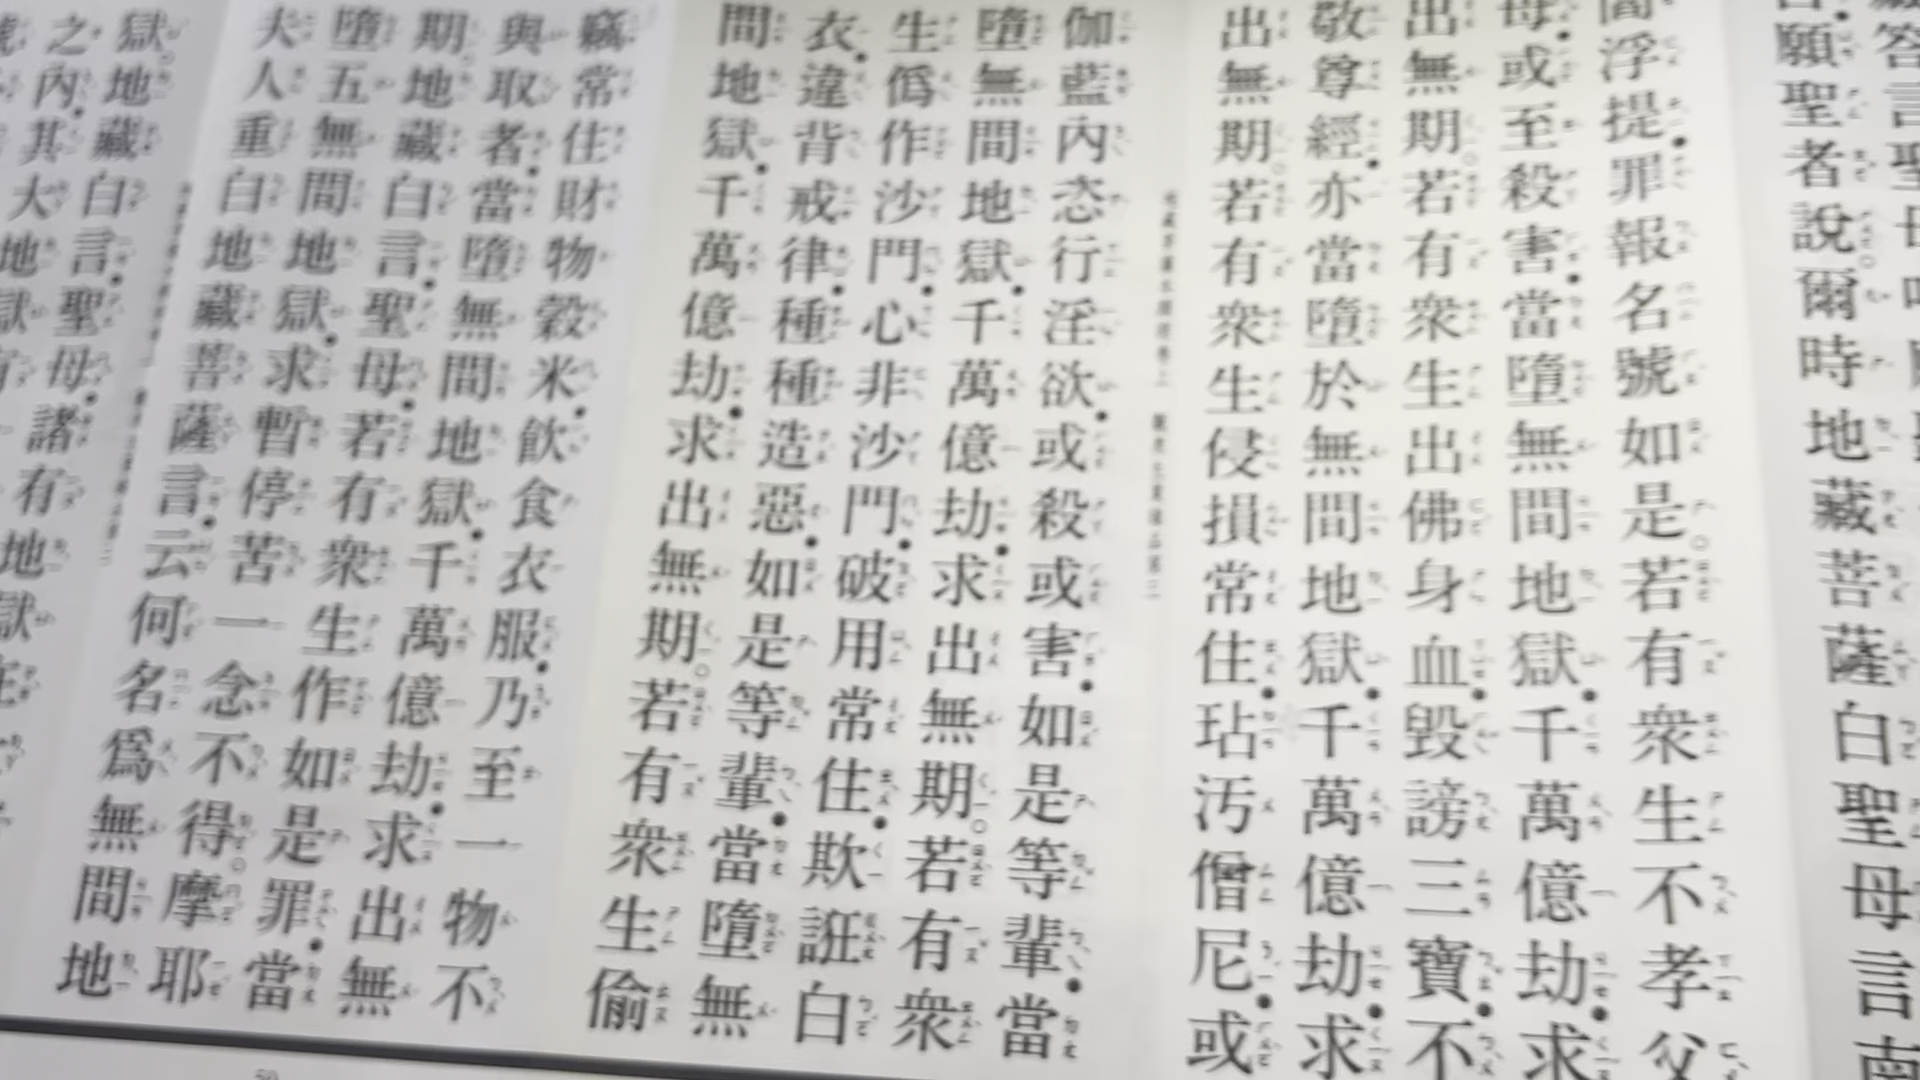 答言聖母
願聖者說爾時地藏菩薩白聖母言南
閻浮提罪報名號如是若有眾生不孝父
母或至殺害當墮無間地獄千萬億劫求
出無期若有眾生出佛身血毀謗三寶不
敬尊經亦當墮於無間地獄千萬億劫求
出無期若有眾生侵損常住玷污僧尼或
伽藍內恣行淫欲或殺或害如是等輩當
墮無間地獄千萬億劫求出無期若有眾
生偽作沙門心非沙門破用常住欺誑白
衣違背戒律種種造惡如是等輩當墮無
間地獄千萬億劫求出無期若有眾生偷
竊常住財物穀米飲食衣服乃至一物不
與取者當墮無間地獄千萬億劫求出無
期地藏白言聖母若有眾生作如是罪當
墮五無間地獄求暫停苦一念不得摩耶
夫人重白地藏菩薩言云何名為無間地
獄地藏白言聖母諸有地獄在
之內其大地獄有